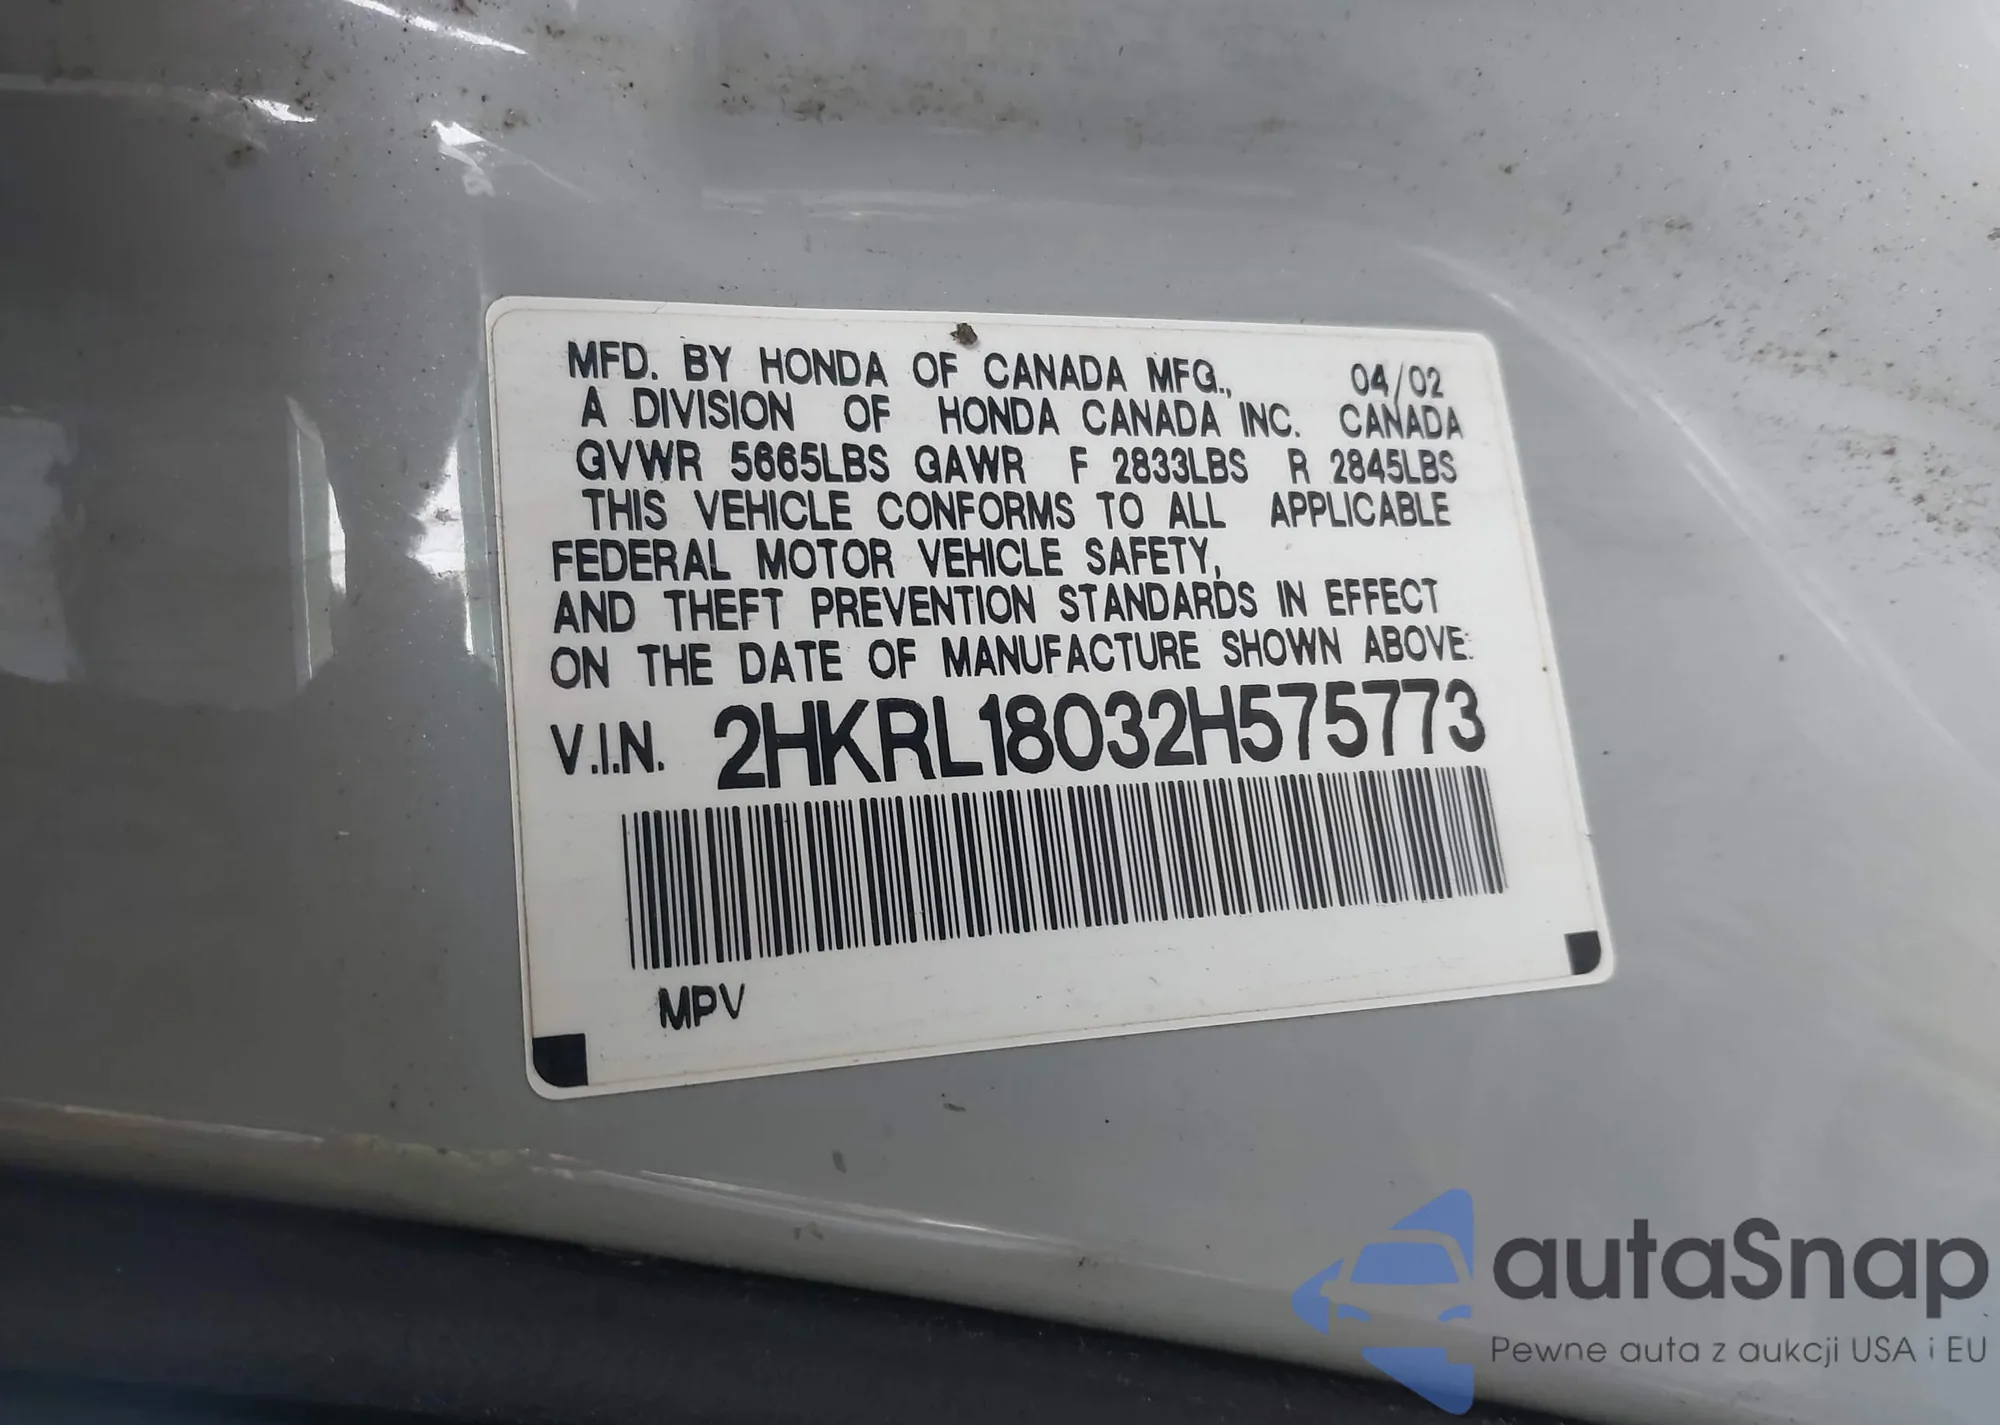 MFD. BY HONDA OF CANADA MFG., 04/02
A DIVISION OF HONDA CANADA INC. CANADA
GVWR 5665LBS GAWR F 2833LBS R 2845LBS
THIS VEHICLE CONFORMS TO ALL APPLICABLE
FEDERAL MOTOR VEHICLE SAFETY,
AND THEFT PREVENTION STANDARDS IN EFFECT
ON THE DATE OF MANUFACTURE SHOWN ABOVE:
V.I.N. 2HKRL18032H575773
MPV
autaSnap
Pewne auta z aukcji USA i EU